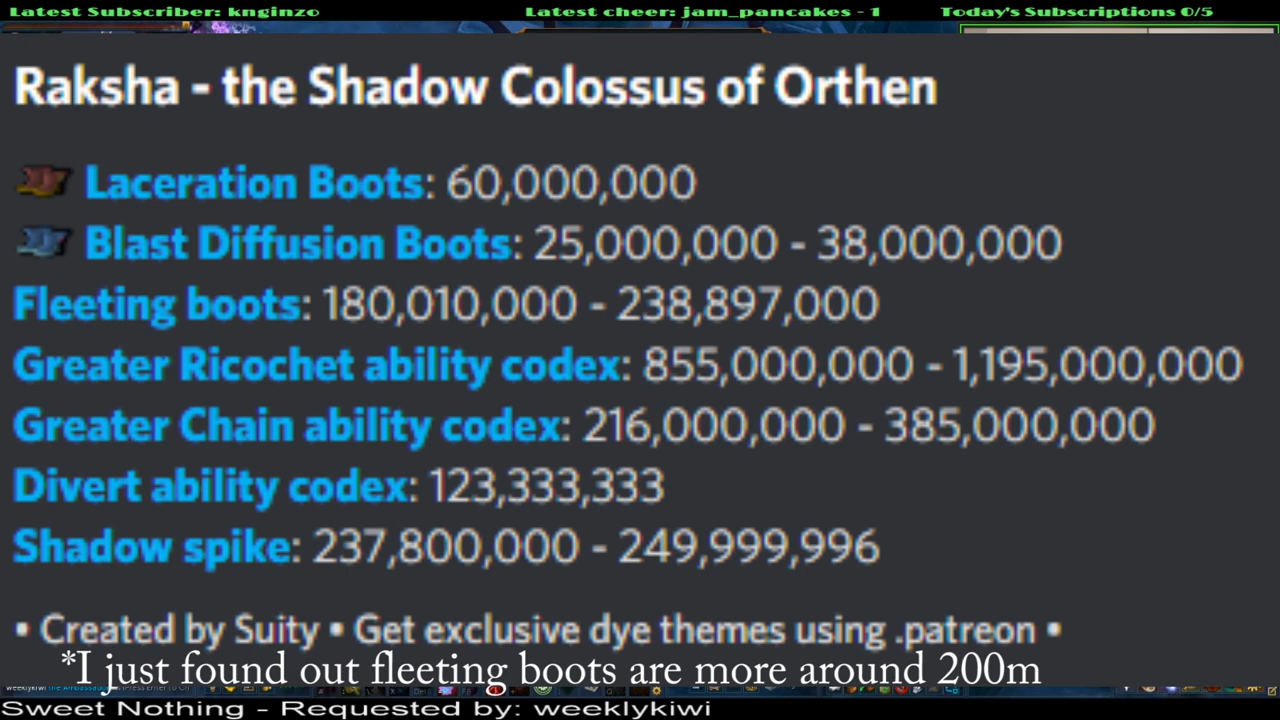 Latest Subscriber: knginzo Latest cheer: jam_pancakes - 1 Today's Subscriptions 0/5
Raksha - the Shadow Colossus of Orthen
Laceration Boots: 60,000,000
Blast Diffusion Boots: 25,000,000 - 38,000,000
Fleeting boots: 180,010,000 - 238,897,000
Greater Ricochet ability codex: 855,000,000 - 1,195,000,000
Greater Chain ability codex: 216,000,000 - 385,000,000
Divert ability codex: 123,333,333
Shadow spike: 237,800,000 - 249,999,996
• Created by Suity • Get exclusive dye themes using .patreon •
*I just found out fleeting boots are more around 200m
Sweet Nothing - Requested by: weeklykiwi